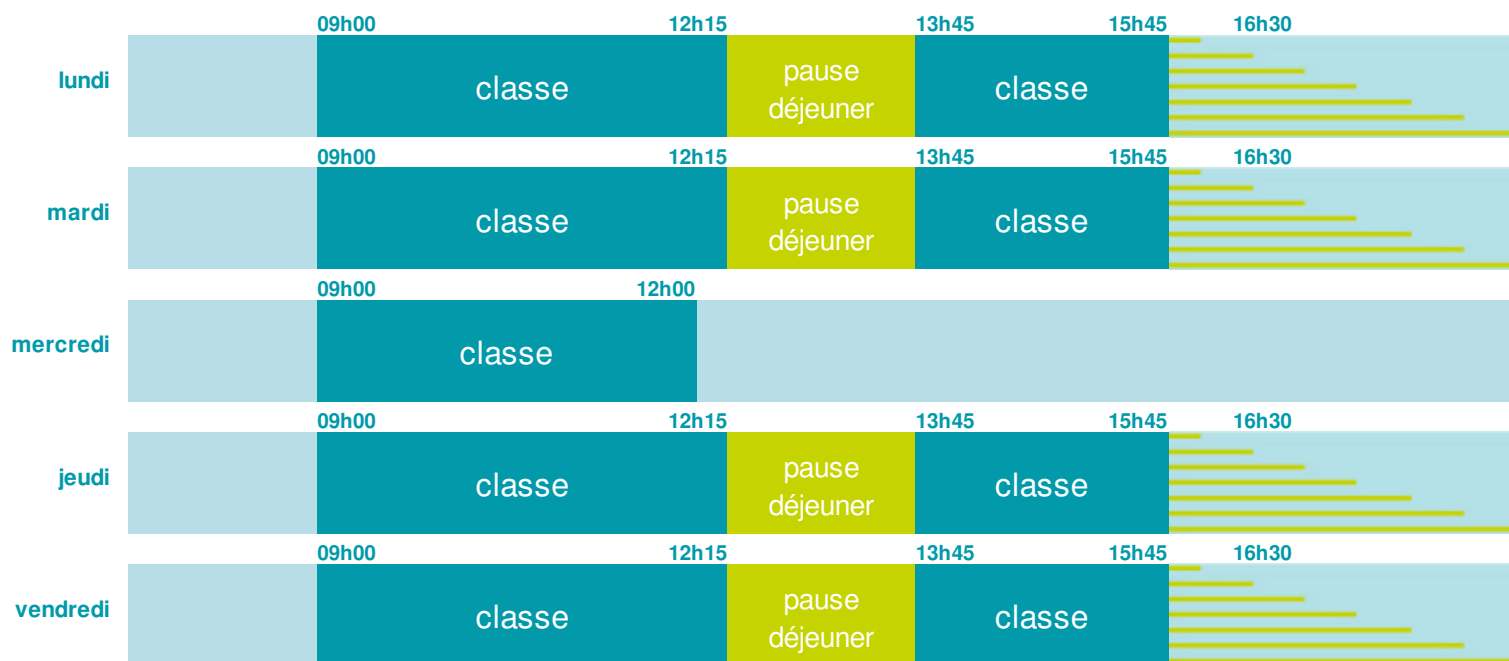 09h00 12h15 13h45 15h45 16h30
lundi classe pause déjeuner classe
09h00 12h15 13h45 15h45 16h30
mardi classe pause déjeuner classe
09h00 12h00
mercredi classe
09h00 12h15 13h45 15h45 16h30
jeudi classe pause déjeuner classe
09h00 12h15 13h45 15h45 16h30
vendredi classe pause déjeuner classe